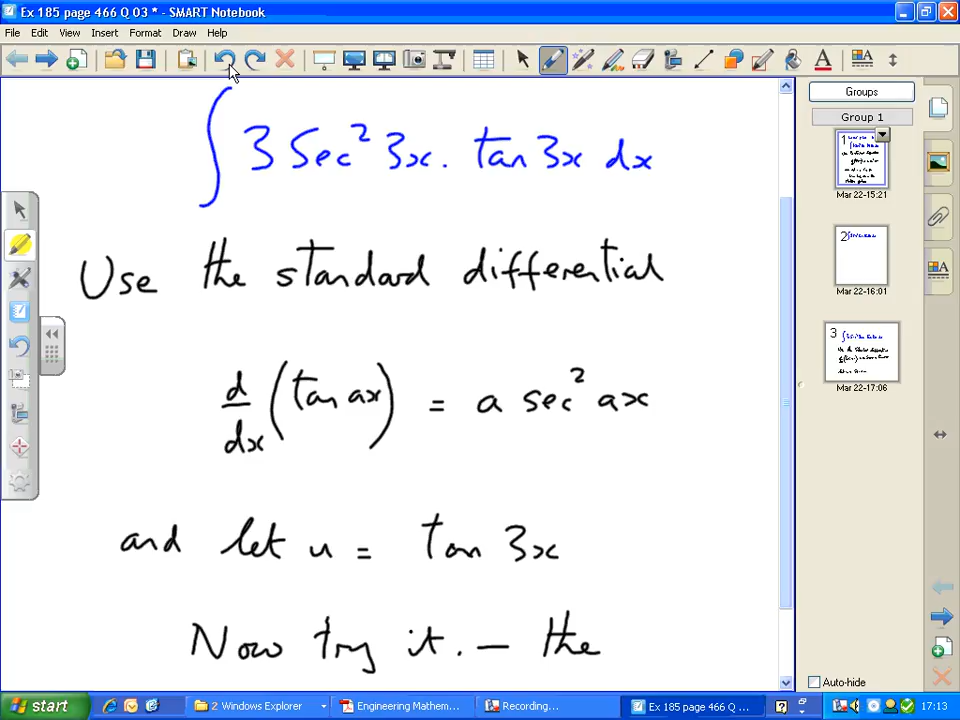 Ex 185 page 466 Q 03 * - SMART Notebook
File Edit View Insert Format Draw Help
∫ 3 Sec² 3x. tan 3x dx
Use the standard differential
d/dx (tan ax) = a sec² ax
and let u = tan 3x
Now try it. — the
Groups
Group 1
1
Mar 22-15:21
2
Mar 22-16:01
3
Mar 22-17:06
Auto-hide
start
2 Windows Explorer
Engineering Mathem...
Recording...
Ex 185 page 466 Q ...
17:13